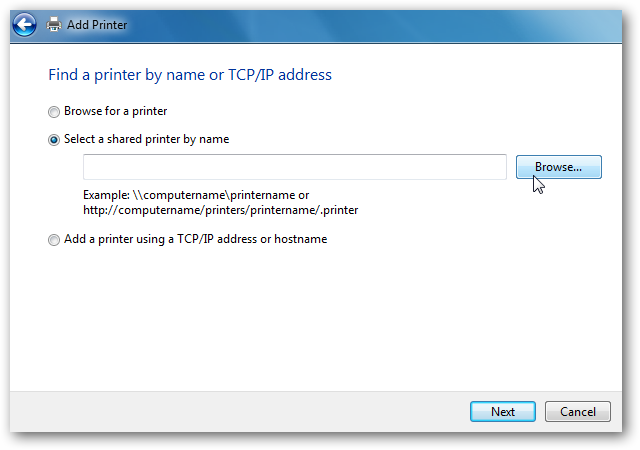 Add Printer
Find a printer by name or TCP/IP address
Browse for a printer
Select a shared printer by name
Browse...
Example: \\computername\printername or
http://computername/printers/printername/.printer
Add a printer using a TCP/IP address or hostname
Next
Cancel